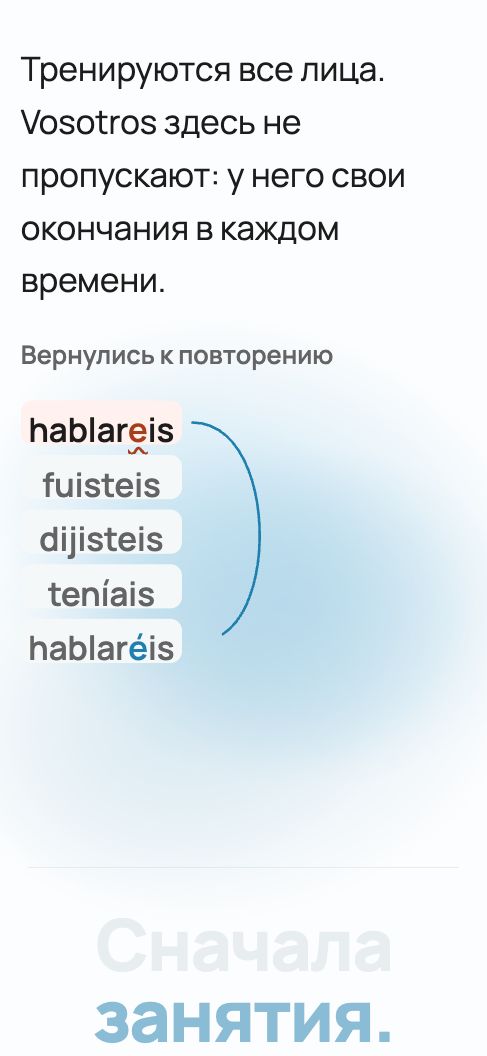 Тренируются все лица.
Vosotros здесь не
пропускают: у него свои
окончания в каждом
времени.
Вернулись к повторению
hablareis
fuisteis
dijisteis
teníais
hablaréis
Сначала
занятия.